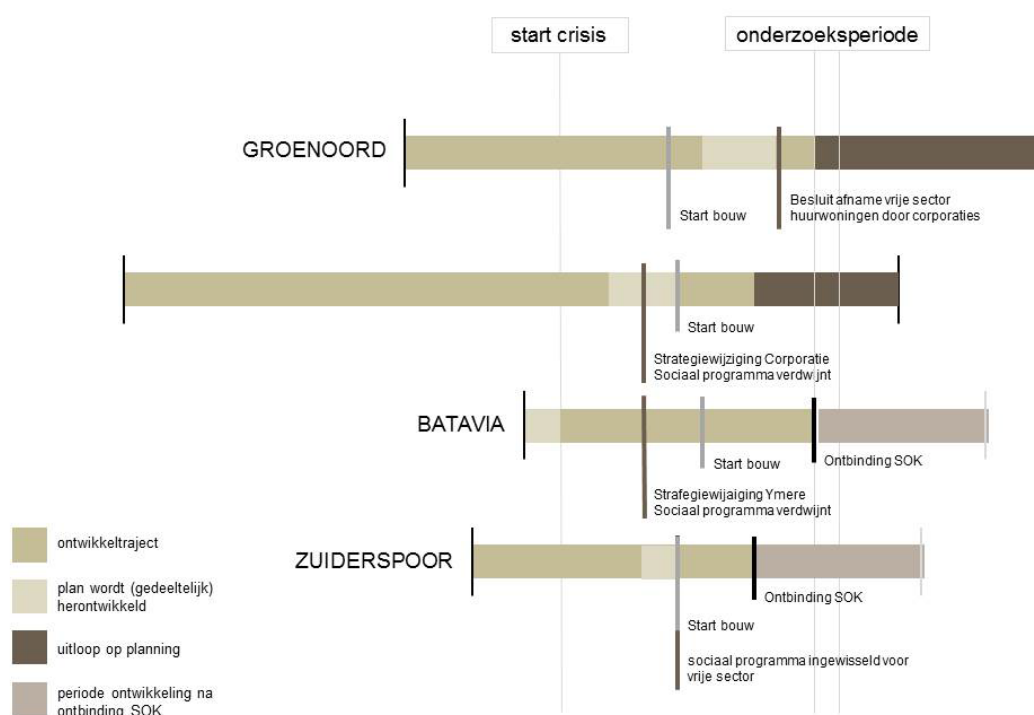 start crisis
onderzoeksperiode
GROENOORD
Start bouw
Besluit afname vrije sector
huurwoningen door corporaties
Start bouw
Strategiewijziging Corporatie
Sociaal programma verdwijnt
BATAVIA
Start bouw
Ontbinding SOK
Strafegiewijaiging Ymere
Sociaal programma verdwijnt
ZUIDERSPOOR
Ontbinding SOK
Start bouw
sociaal programma ingewisseld voor
vrije sector
ontwikkeltraject
plan wordt (gedeeltelijk)
herontwikkeld
uitloop op planning
periode ontwikkeling na
ontbinding SOK